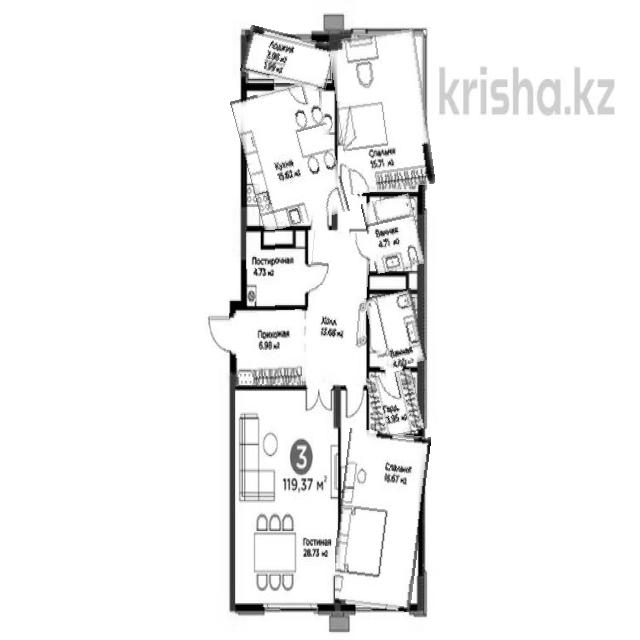 krisha.kz
Лоджия
3.98 м2
1.99 м2
Кухня
15.62 м2
Спальня
15.71 м2
Ванная
4.71 м2
Постирочная
4.73 м2
Прихожая
6.98 м2
Холл
13.68 м2
Ванная
4.60 м2
Гард.
3.95 м2
3
119,37 м²
Спальня
16.67 м2
Гостиная
28.73 м2